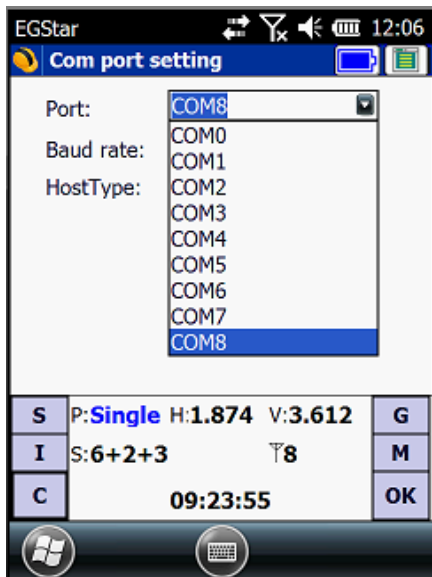 EGStar 12:06
Com port setting
Port: COM8
COM0
Baud rate: COM1
HostType: COM2
COM3
COM4
COM5
COM6
COM7
COM8
S P:Single H:1.874 V:3.612 G
I S:6+2+3 8 M
C 09:23:55 OK